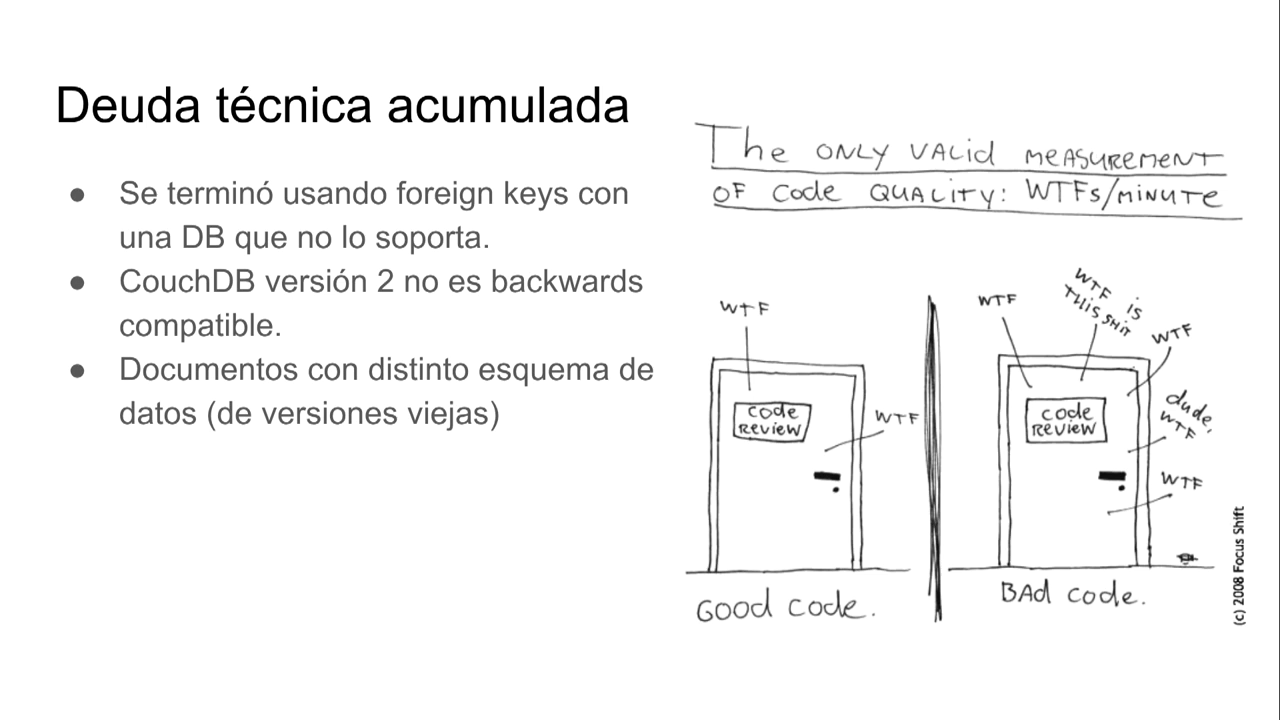 Deuda técnica acumulada
● Se terminó usando foreign keys con
una DB que no lo soporta.
● CouchDB versión 2 no es backwards
compatible.
● Documentos con distinto esquema de
datos (de versiones viejas)
The ONLY VALid MEASUREMENT
OF Code QUALITY: WTFs/MINUTE
WTF
code
REVIEW
WTF
GOOD code.
WTF
WTF is
THIS SHIT
WTF
code
REVIEW
dude,
WTF
WTF
BAd code.
(c) 2008 Focus Shift